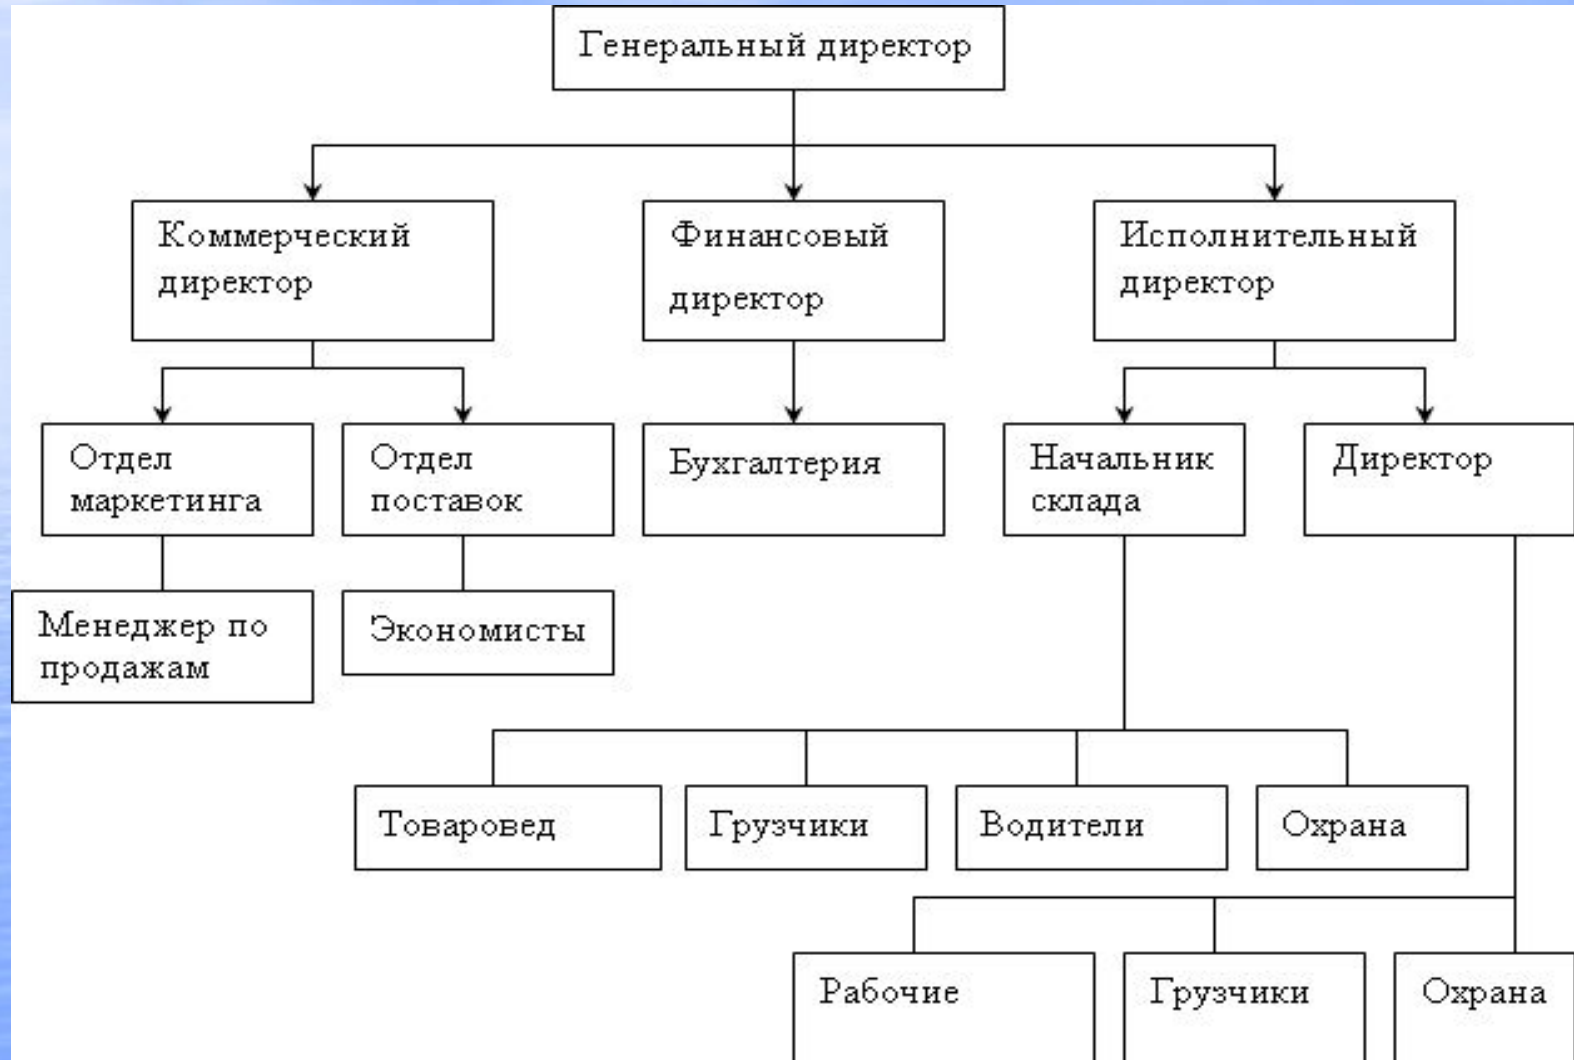 Генеральный директор
Коммерческий
директор
Финансовый
директор
Исполнительный
директор
Отдел
маркетинга
Отдел
поставок
Бухгалтерия
Начальник
склада
Директор
Менеджер по
продажам
Экономисты
Товаровед
Грузчики
Водители
Охрана
Рабочие
Грузчики
Охрана